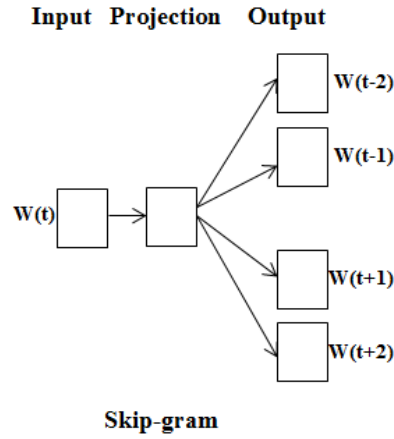 Input Projection Output
W(t-2)
W(t-1)
W(t)
W(t+1)
W(t+2)
Skip-gram